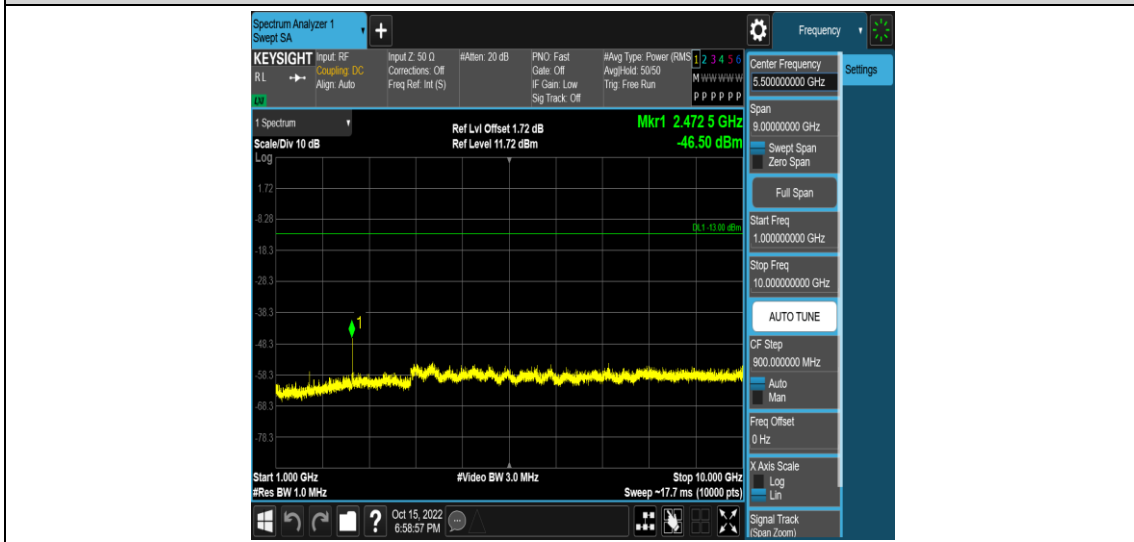 Spectrum Analyzer 1
Swept SA
+
Frequency
KEYSIGHT
RL
Input: RF
Coupling: DC
Align: Auto
Input Z: 50 Ω
Corrections: Off
Freq Ref: Int (S)
#Atten: 20 dB
PNO: Fast
Gate: Off
IF Gain: Low
Sig Track: Off
#Avg Type: Power (RMS
Avg|Hold: 50/50
Trig: Free Run
1 2 3 4 5 6
M W W W W W
P P P P P P
1 Spectrum
Scale/Div 10 dB
Log
Ref Lvl Offset 1.72 dB
Ref Level 11.72 dBm
Mkr1 2.472 5 GHz
-46.50 dBm
1.72
-8.28
DL1 -13.00 dBm
-18.3
-28.3
-38.3
1
-48.3
-58.3
-68.3
-78.3
Start 1.000 GHz
#Res BW 1.0 MHz
#Video BW 3.0 MHz
Stop 10.000 GHz
Sweep ~17.7 ms (10000 pts)
Center Frequency
5.50000000 GHz
Settings
Span
9.00000000 GHz
Swept Span
Zero Span
Full Span
Start Freq
1.000000000 GHz
Stop Freq
10.000000000 GHz
AUTO TUNE
CF Step
900.000000 MHz
Auto
Man
Freq Offset
0 Hz
X Axis Scale
Log
Lin
Signal Track
(Span Zoom)
?
Oct 15, 2022
6:58:57 PM